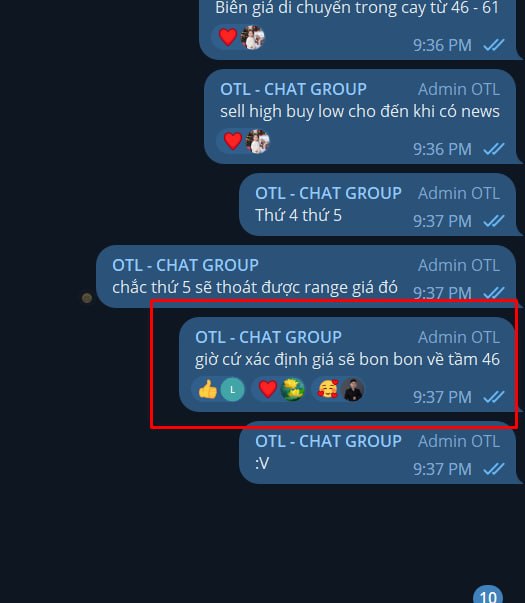 Biên giá di chuyển trong cay từ 46 - 61
9:36 PM
OTL - CHAT GROUP Admin OTL
sell high buy low cho đến khi có news
9:36 PM
OTL - CHAT GROUP Admin OTL
Thứ 4 thứ 5
9:37 PM
OTL - CHAT GROUP Admin OTL
chắc thứ 5 sẽ thoát được range giá đó 9:37 PM
OTL - CHAT GROUP Admin OTL
giờ cứ xác định giá sẽ bon bon về tầm 46
L
9:37 PM
OTL - CHAT GROUP Admin OTL
:V
9:37 PM
10